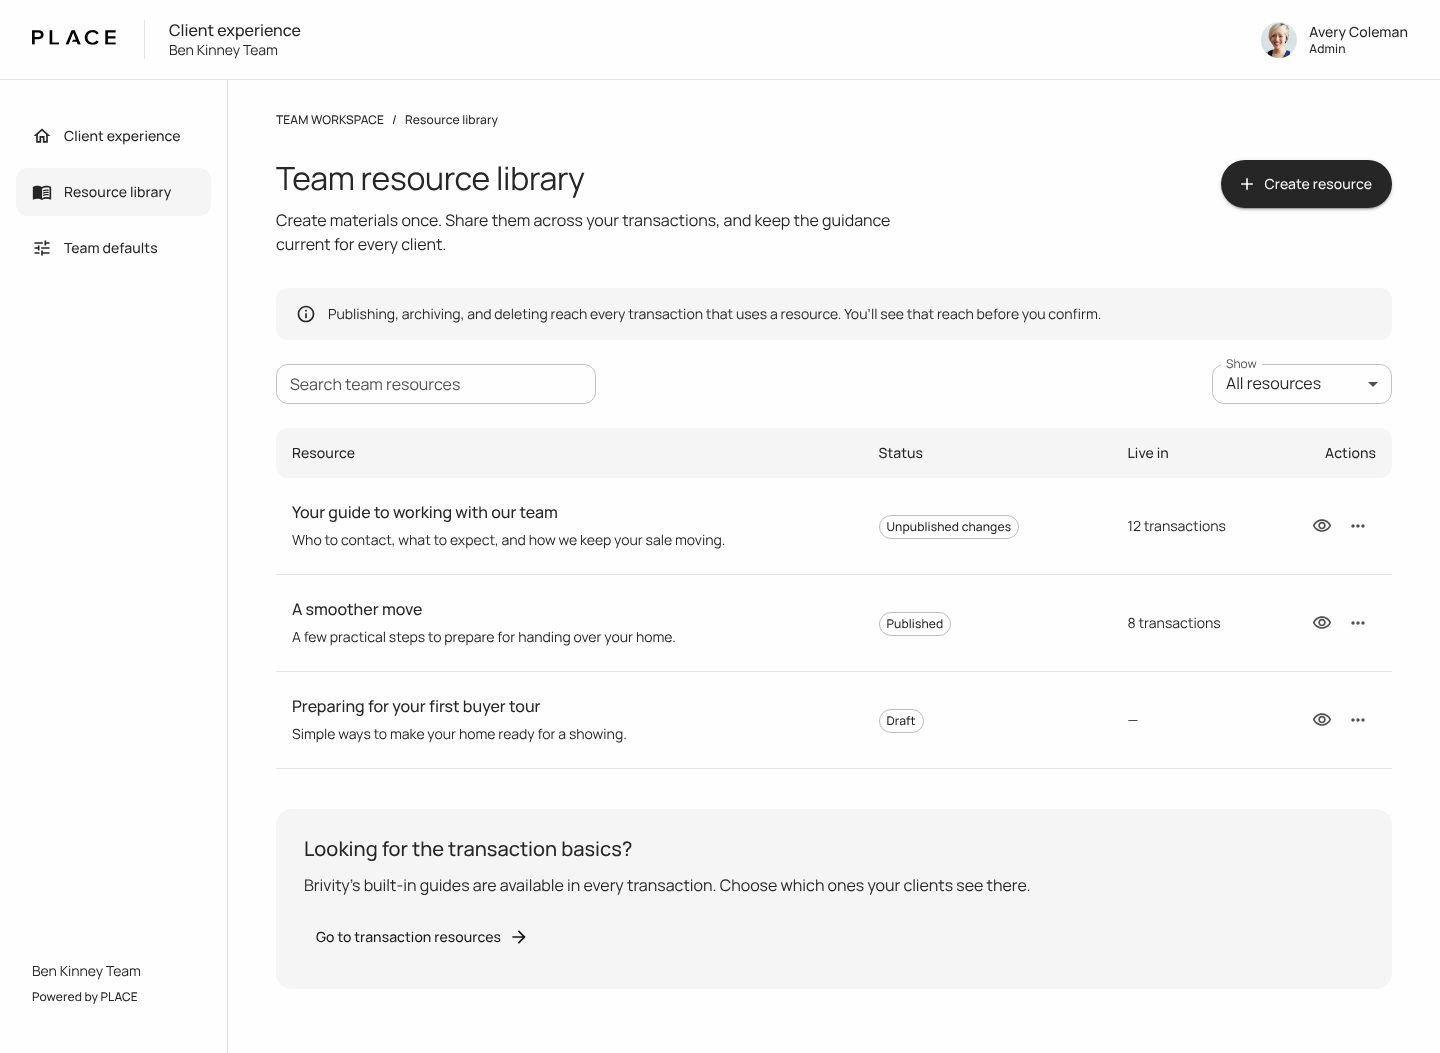 PLACE
Client experience
Ben Kinney Team
Avery Coleman
Admin
Client experience
Resource library
Team defaults
TEAM WORKSPACE / Resource library
Team resource library
Create resource
Create materials once. Share them across your transactions, and keep the guidance
current for every client.
Publishing, archiving, and deleting reach every transaction that uses a resource. You’ll see that reach before you confirm.
Search team resources
Show
All resources
Resource Status Live in Actions
Your guide to working with our team
Who to contact, what to expect, and how we keep your sale moving.
Unpublished changes
12 transactions
A smoother move
A few practical steps to prepare for handing over your home.
Published
8 transactions
Preparing for your first buyer tour
Simple ways to make your home ready for a showing.
Draft
—
Looking for the transaction basics?
Brivity’s built-in guides are available in every transaction. Choose which ones your clients see there.
Go to transaction resources
Ben Kinney Team
Powered by PLACE